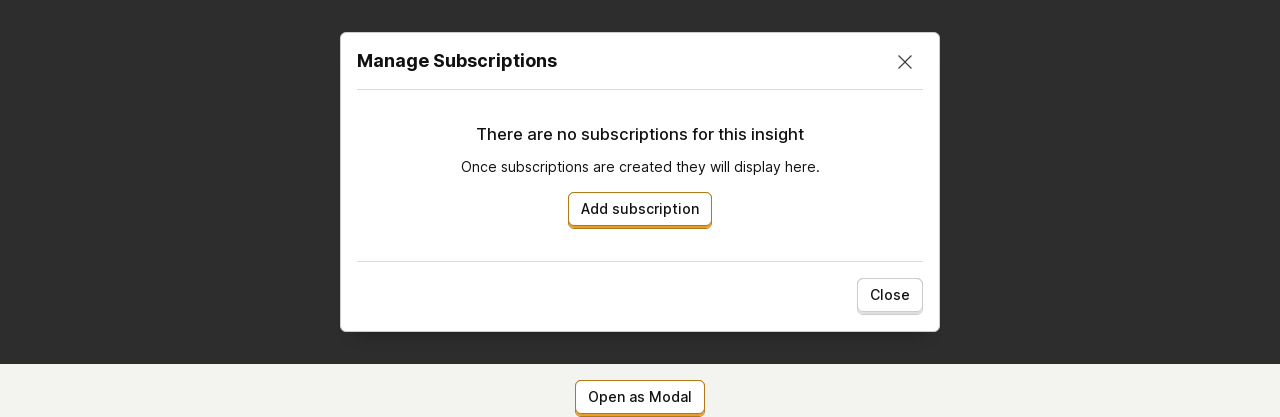 Manage Subscriptions
There are no subscriptions for this insight
Once subscriptions are created they will display here.
Add subscription
Close
Open as Modal